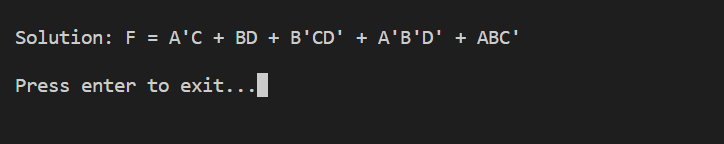 Solution: F = A'C + BD + B'CD' + A'B'D' + ABC'
Press enter to exit...